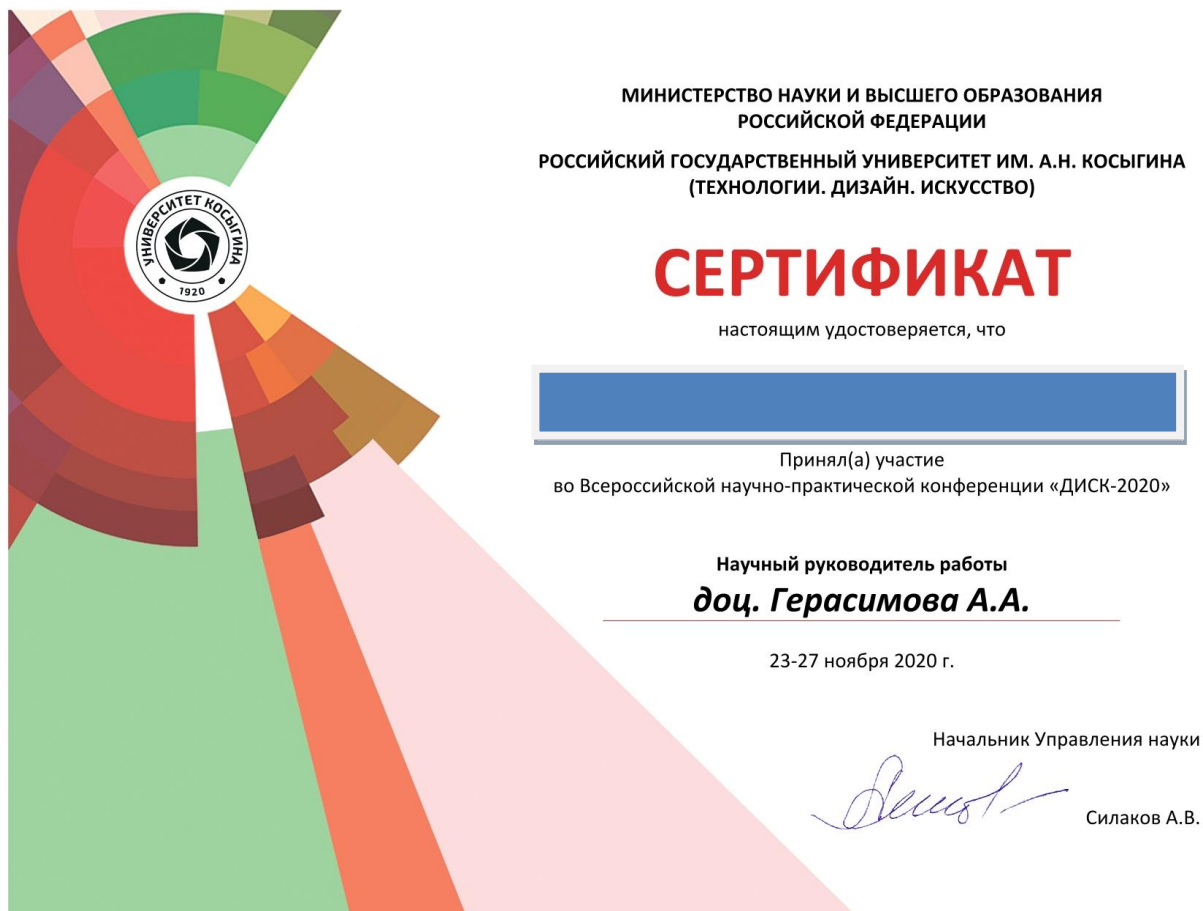 УНИВЕРСИТЕТ КОСЫГИНА
1920
МИНИСТЕРСТВО НАУКИ И ВЫСШЕГО ОБРАЗОВАНИЯ
РОССИЙСКОЙ ФЕДЕРАЦИИ
РОССИЙСКИЙ ГОСУДАРСТВЕННЫЙ УНИВЕРСИТЕТ ИМ. А.Н. КОСЫГИНА
(ТЕХНОЛОГИИ. ДИЗАЙН. ИСКУССТВО)
СЕРТИФИКАТ
настоящим удостоверяется, что
Принял(а) участие
во Всероссийской научно-практической конференции «ДИСК-2020»
Научный руководитель работы
доц. Герасимова А.А.
23-27 ноября 2020 г.
Начальник Управления науки
Силаков А.В.